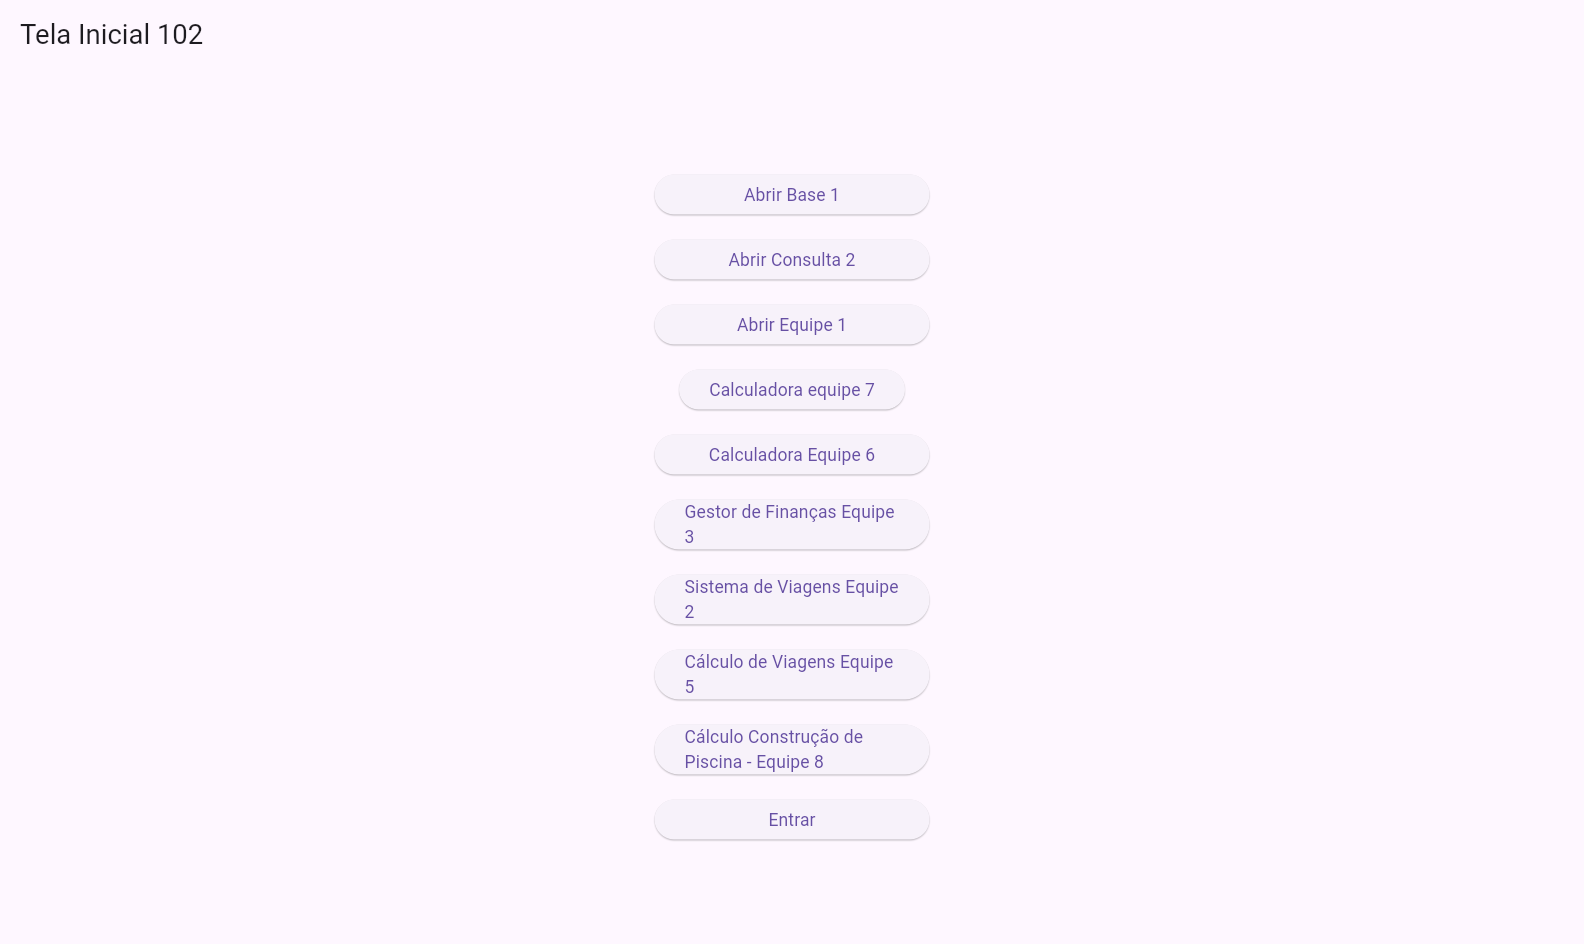 Tela Inicial 102
Abrir Base 1
Abrir Consulta 2
Abrir Equipe 1
Calculadora equipe 7
Calculadora Equipe 6
Gestor de Finanças Equipe
3
Sistema de Viagens Equipe
2
Cálculo de Viagens Equipe
5
Cálculo Construção de
Piscina - Equipe 8
Entrar